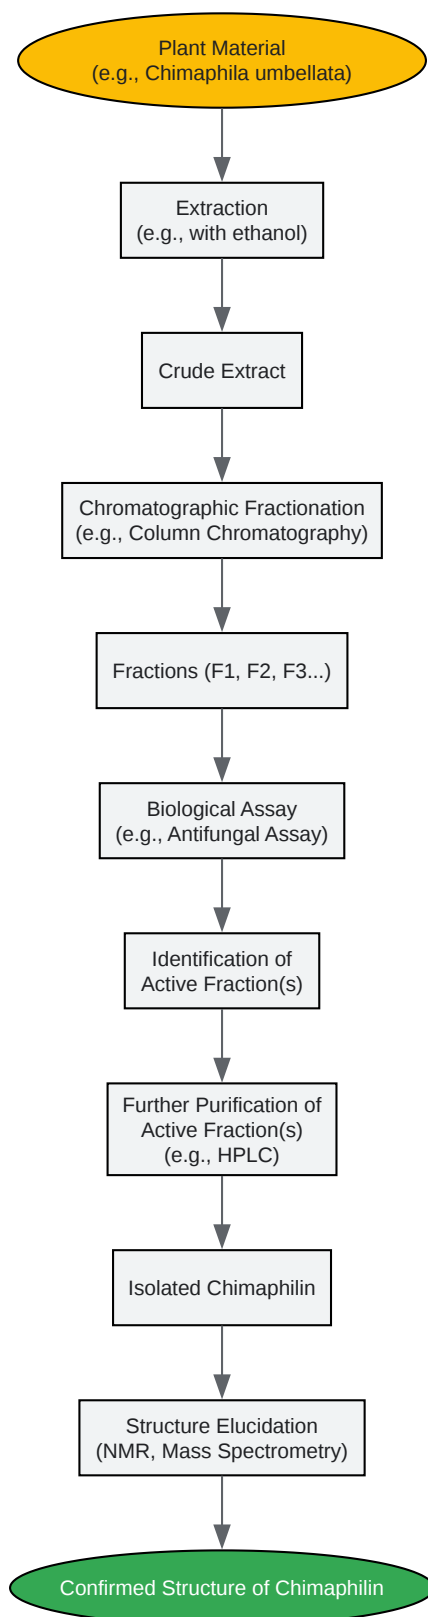 Plant Material
(e.g., Chimaphila umbellata)
Extraction
(e.g., with ethanol)
Crude Extract
Chromatographic Fractionation
(e.g., Column Chromatography)
Fractions (F1, F2, F3...)
Biological Assay
(e.g., Antifungal Assay)
Identification of
Active Fraction(s)
Further Purification of
Active Fraction(s)
(e.g., HPLC)
Isolated Chimaphilin
Structure Elucidation
(NMR, Mass Spectrometry)
Confirmed Structure of Chimaphilin